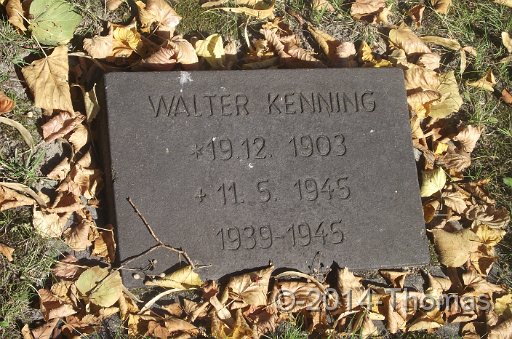 WALTER KENNING
*19.12. 1903
+ 11. 5. 1945
1939-1945
© 2014 Thomas